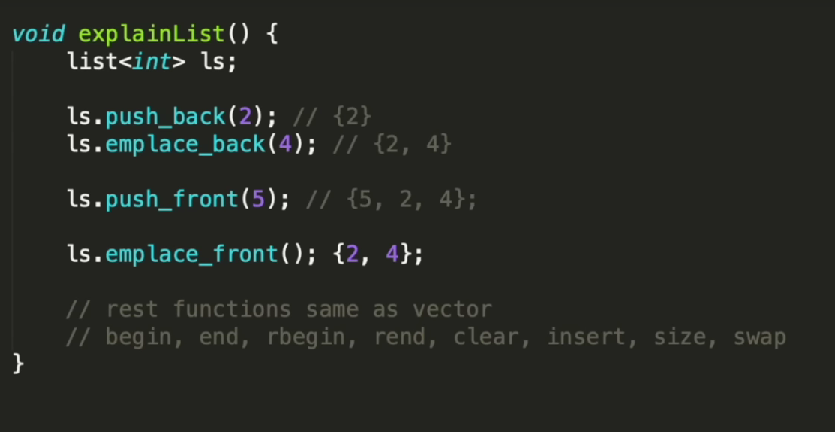 void explainList() {
    list<int> ls;
    ls.push_back(2); // {2}
    ls.emplace_back(4); // {2, 4}
    ls.push_front(5); // {5, 2, 4};
    ls.emplace_front(); {2, 4};
    // rest functions same as vector
    // begin, end, rbegin, rend, clear, insert, size, swap
}